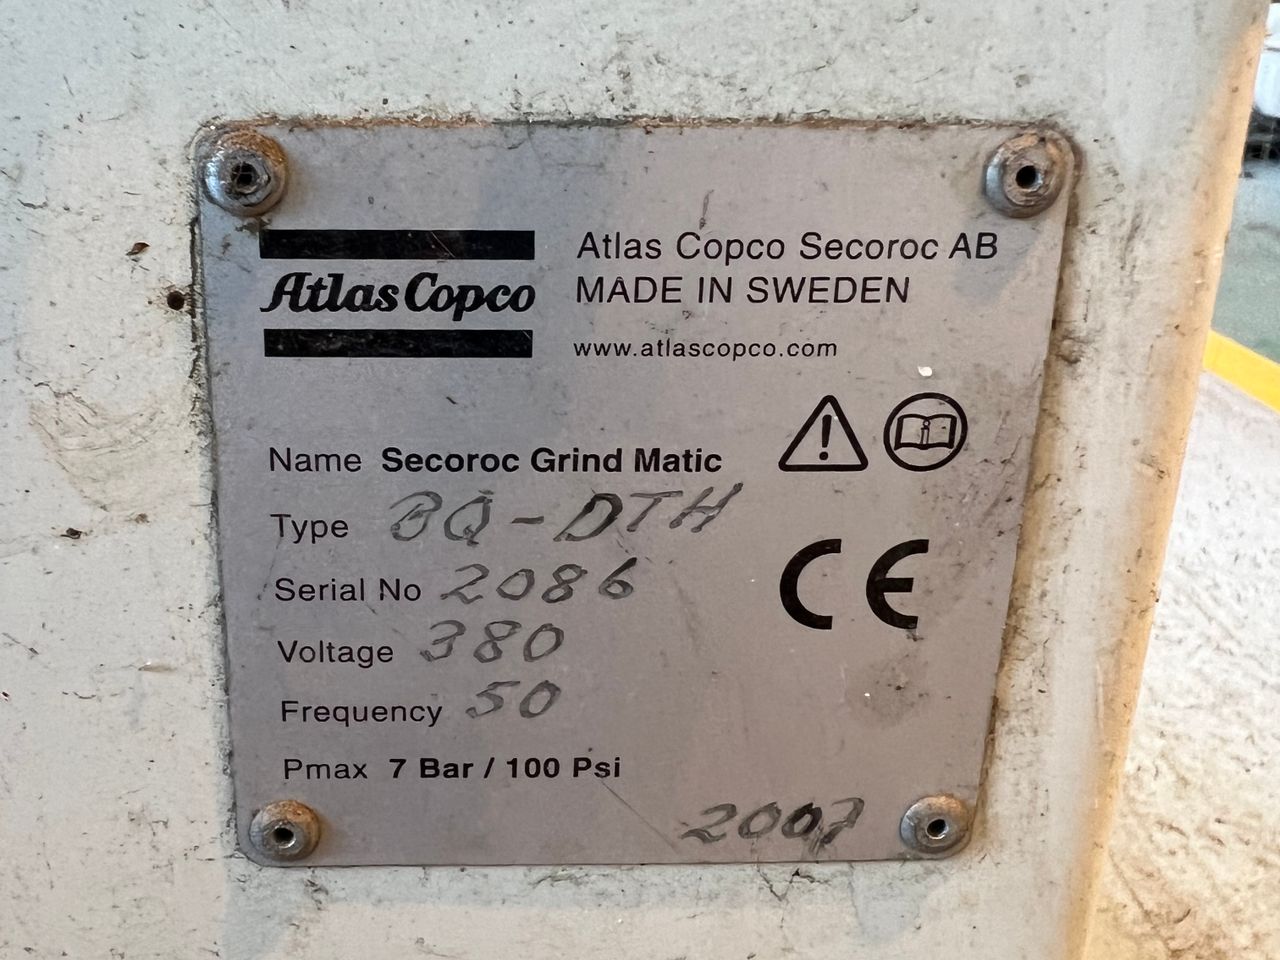 Atlas Copco
Atlas Copco Secoroc AB
MADE IN SWEDEN
www.atlascopco.com
Name Secoroc Grind Matic
Type BQ-DTH
Serial No 2086
Voltage 380
Frequency 50
Pmax 7 Bar / 100 Psi
CE
2007